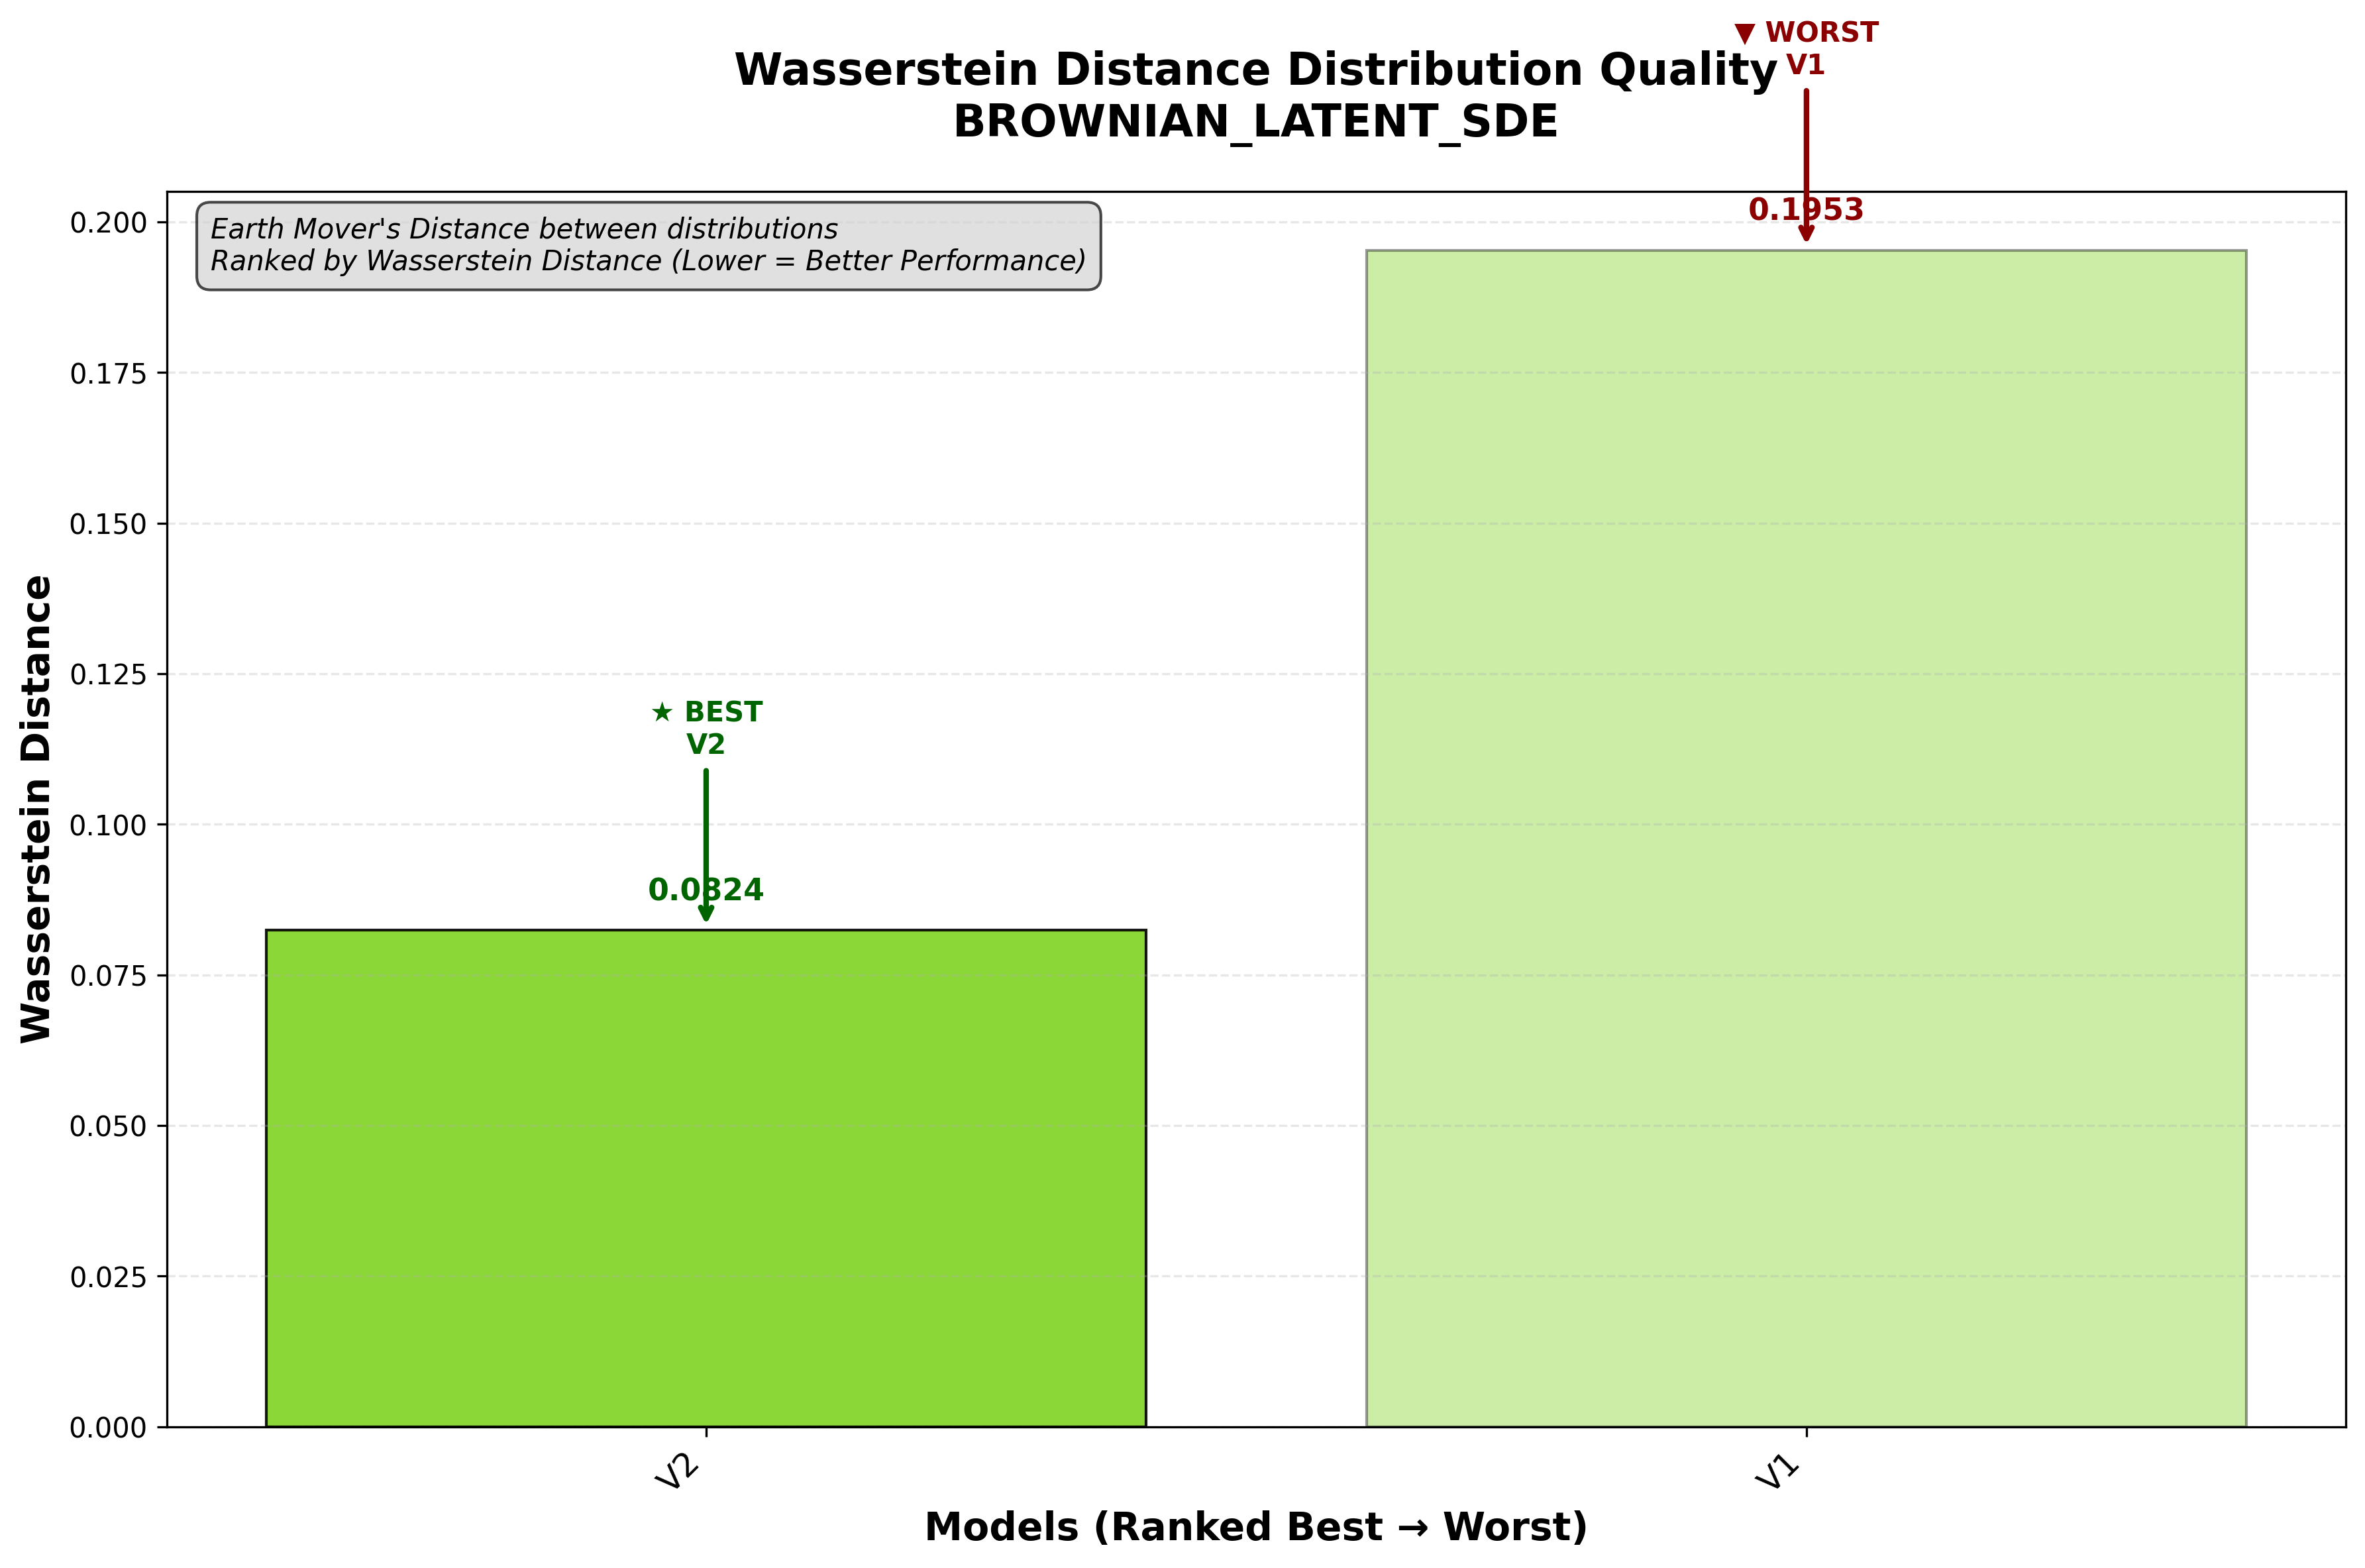 ▼ WORST
V1
Wasserstein Distance Distribution Quality
BROWNIAN_LATENT_SDE
Earth Mover's Distance between distributions
Ranked by Wasserstein Distance (Lower = Better Performance)
0.1953
★ BEST
V2
0.0824
Wasserstein Distance
0.200
0.175
0.150
0.125
0.100
0.075
0.050
0.025
0.000
V2
V1
Models (Ranked Best → Worst)